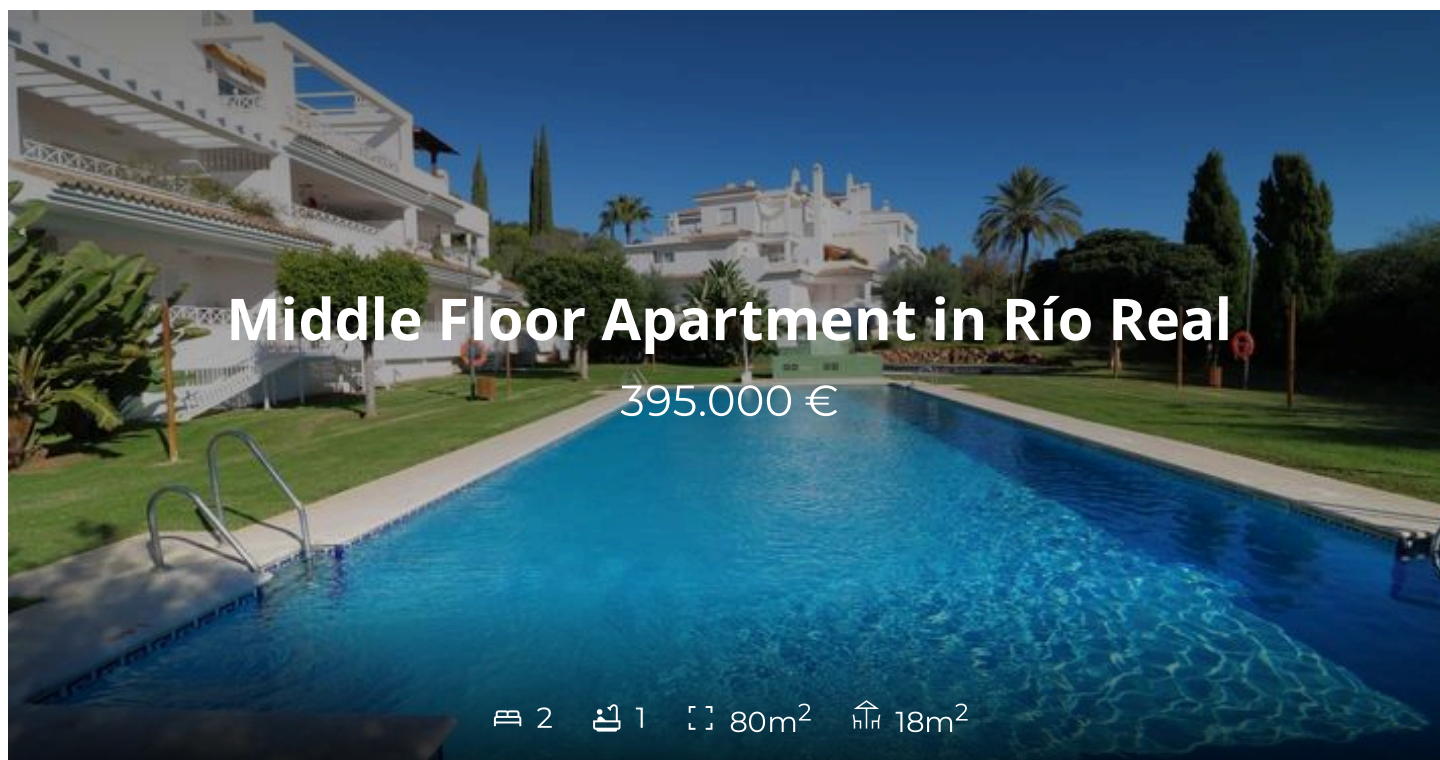 Middle Floor Apartment in Río Real
395.000 €
2 1 80m² 18m²